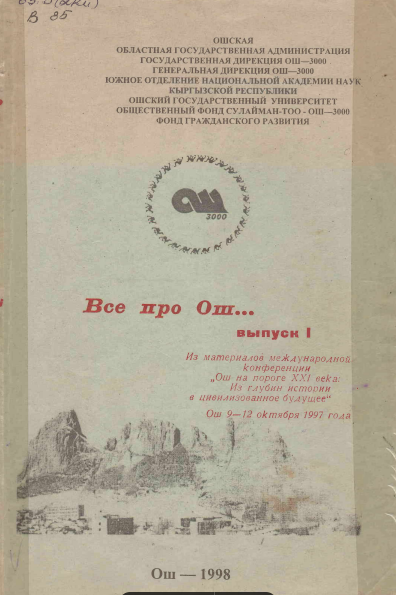 В 85
ОШСКАЯ
ОБЛАСТНАЯ ГОСУДАРСТВЕННАЯ АДМИНИСТРАЦИЯ
ГОСУДАРСТВЕННАЯ ДИРЕКЦИЯ ОШ—3000
ГЕНЕРАЛЬНАЯ ДИРЕКЦИЯ ОШ—3000
ЮЖНОЕ ОТДЕЛЕНИЕ НАЦИОНАЛЬНОЙ АКАДЕМИИ НАУК
КЫРГЫЗСКОЙ РЕСПУБЛИКИ
ОШСКИЙ ГОСУДАРСТВЕННЫЙ УНИВЕРСИТЕТ
ОБЩЕСТВЕННЫЙ ФОНД СУЛАЙМАН-ТОО - ОШ—3000
ФОНД ГРАЖДАНСКОГО РАЗВИТИЯ
ОШ
3000
Все про Ош...
выпуск I
Из материалов международной
конференции
„Ош на пороге XXI века.
Из глубин истории
в цивилизованное будущее“
Ош 9—12 октября 1997 года
Ош — 1998